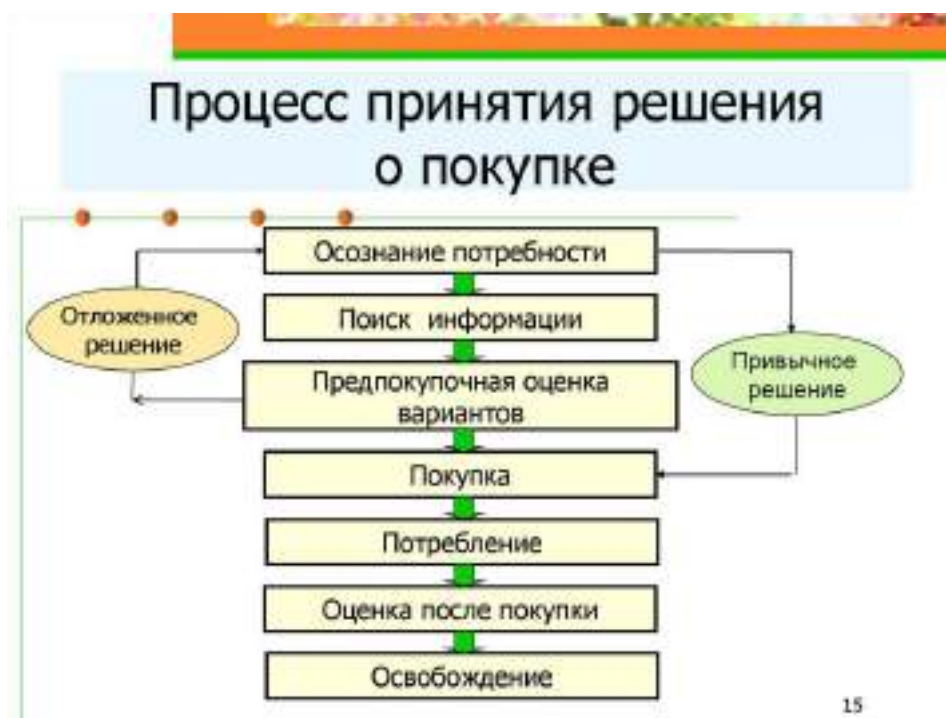 Процесс принятия решения
о покупке
Осознание потребности
Поиск информации
Отложенное
решение
Предпокупочная оценка
вариантов
Привычное
решение
Покупка
Потребление
Оценка после покупки
Освобождение
15